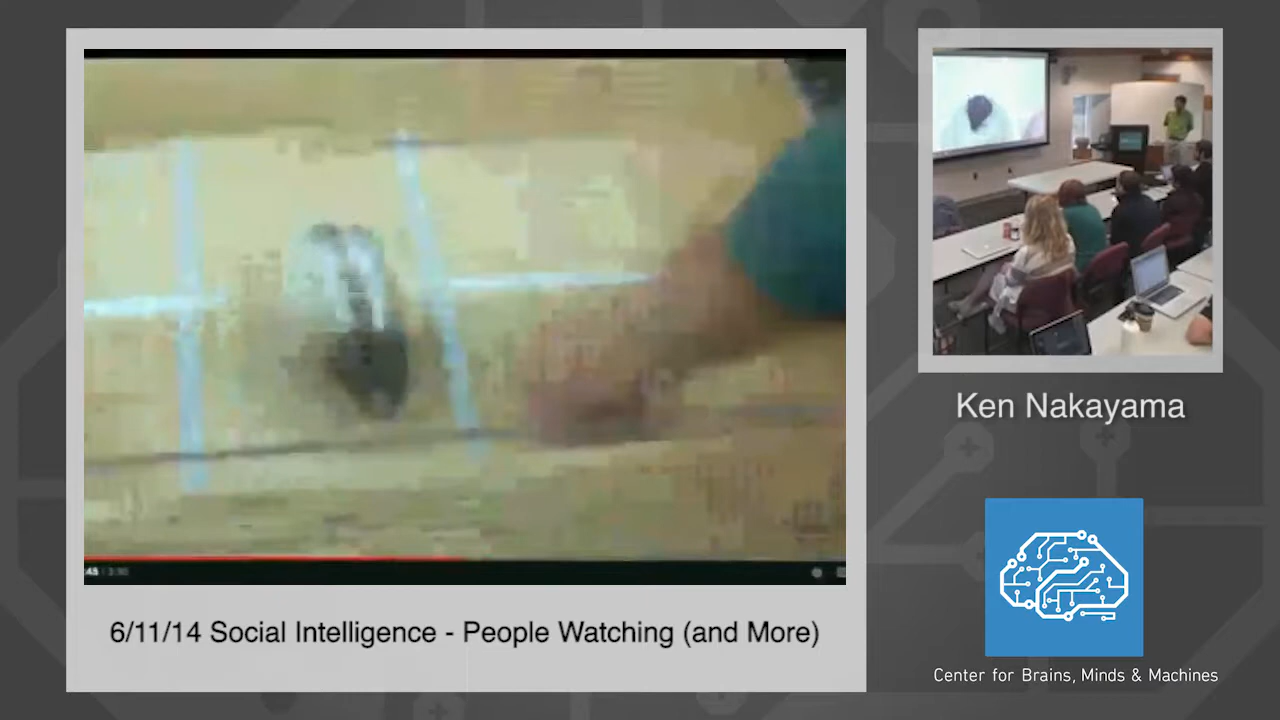 6/11/14 Social Intelligence - People Watching (and More)
Ken Nakayama
Center for Brains, Minds & Machines